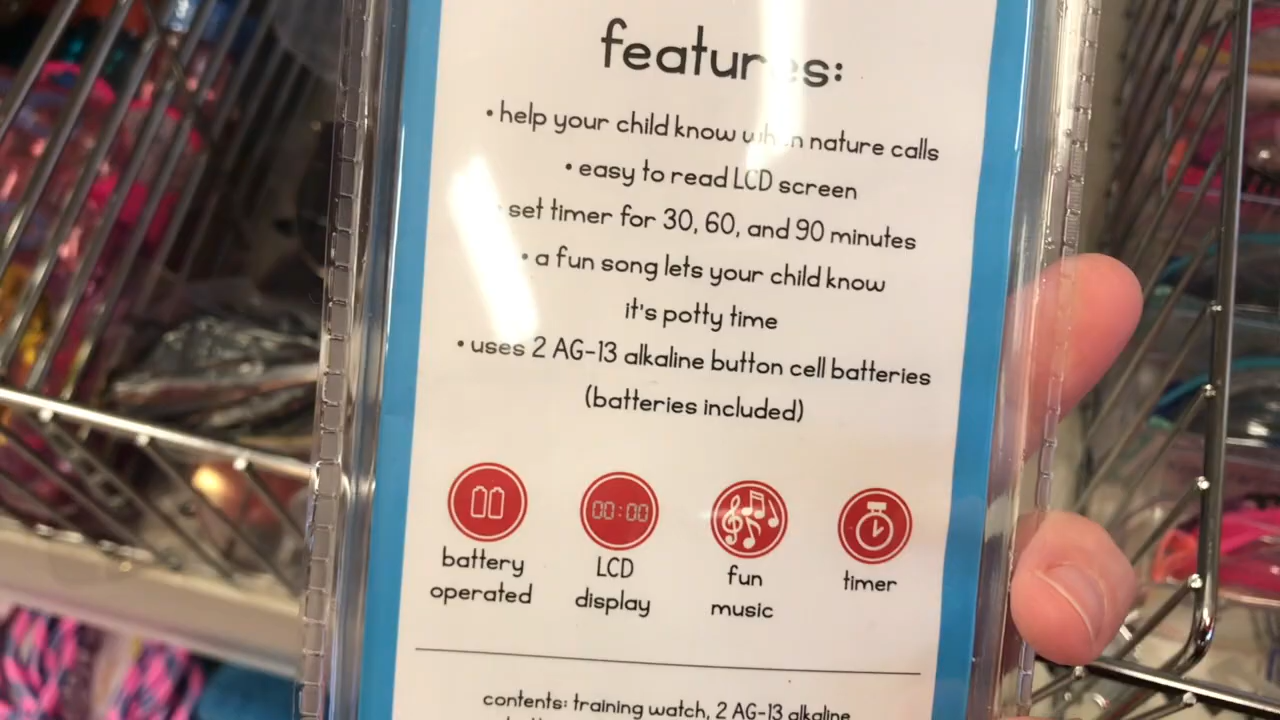 features:
• help your child know when nature calls
• easy to read LCD screen
set timer for 30, 60, and 90 minutes
• a fun song lets your child know
it's potty time
• uses 2 AG-13 alkaline button cell batteries
(batteries included)
00:00
battery
operated
LCD
display
fun
music
timer
contents: training watch, 2 AG-13 alkaline